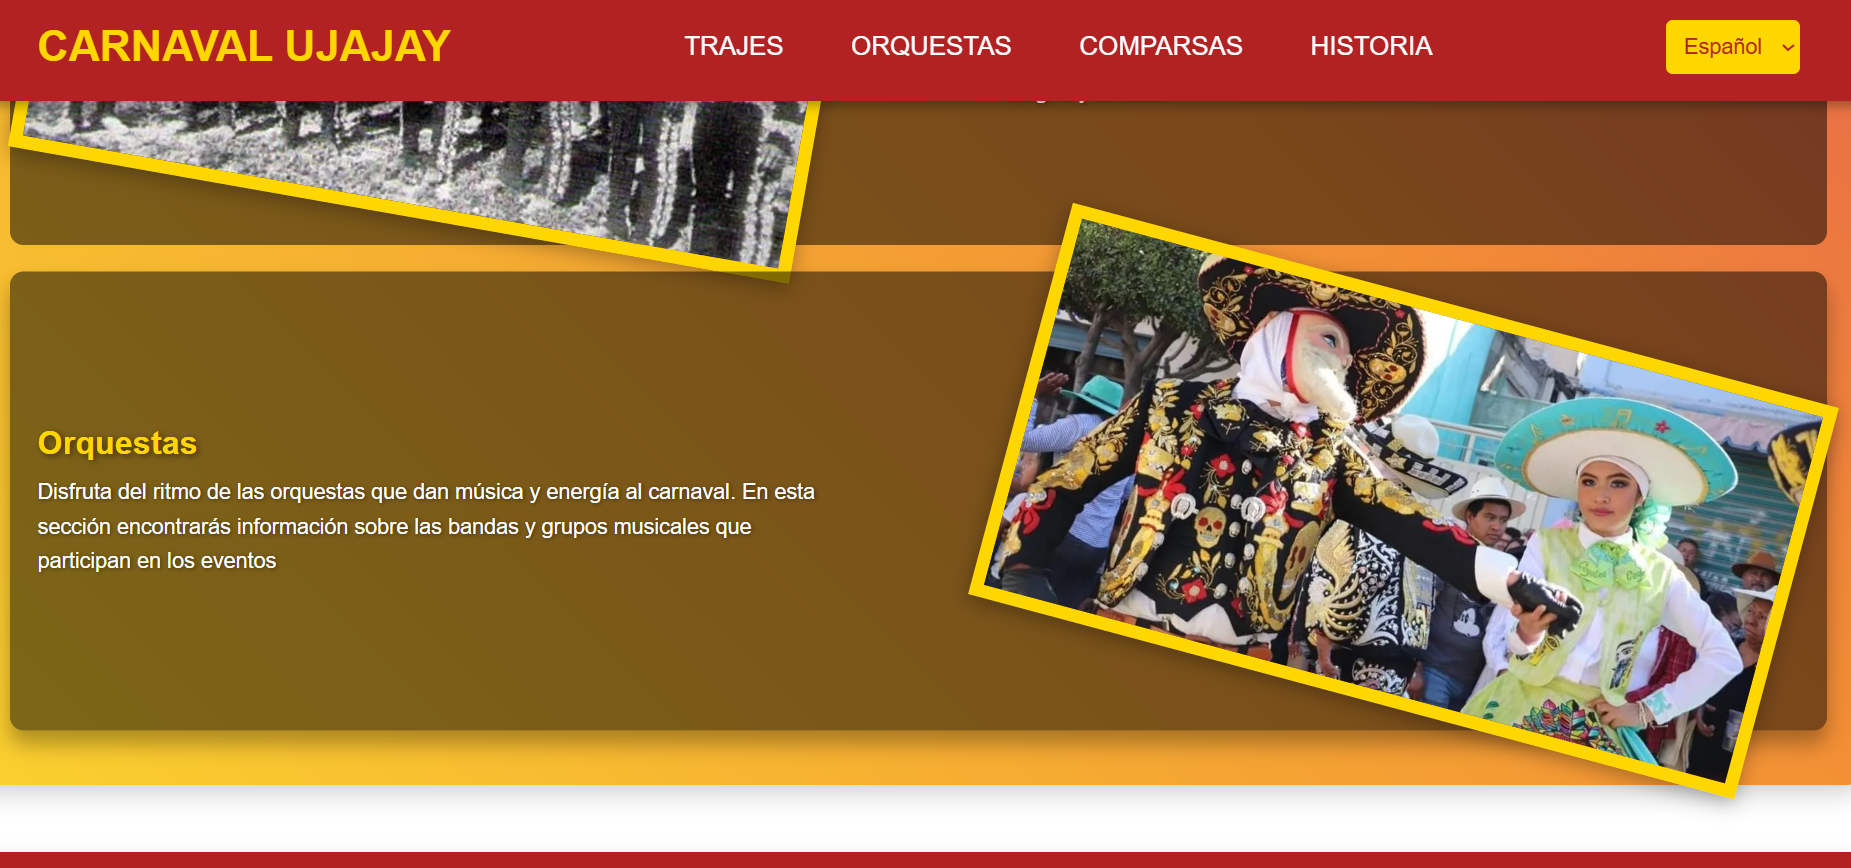 CARNAVAL UJAJAY
TRAJES
ORQUESTAS
COMPARSAS
HISTORIA
Español
Orquestas
Disfruta del ritmo de las orquestas que dan música y energía al carnaval. En esta
sección encontrarás información sobre las bandas y grupos musicales que
participan en los eventos